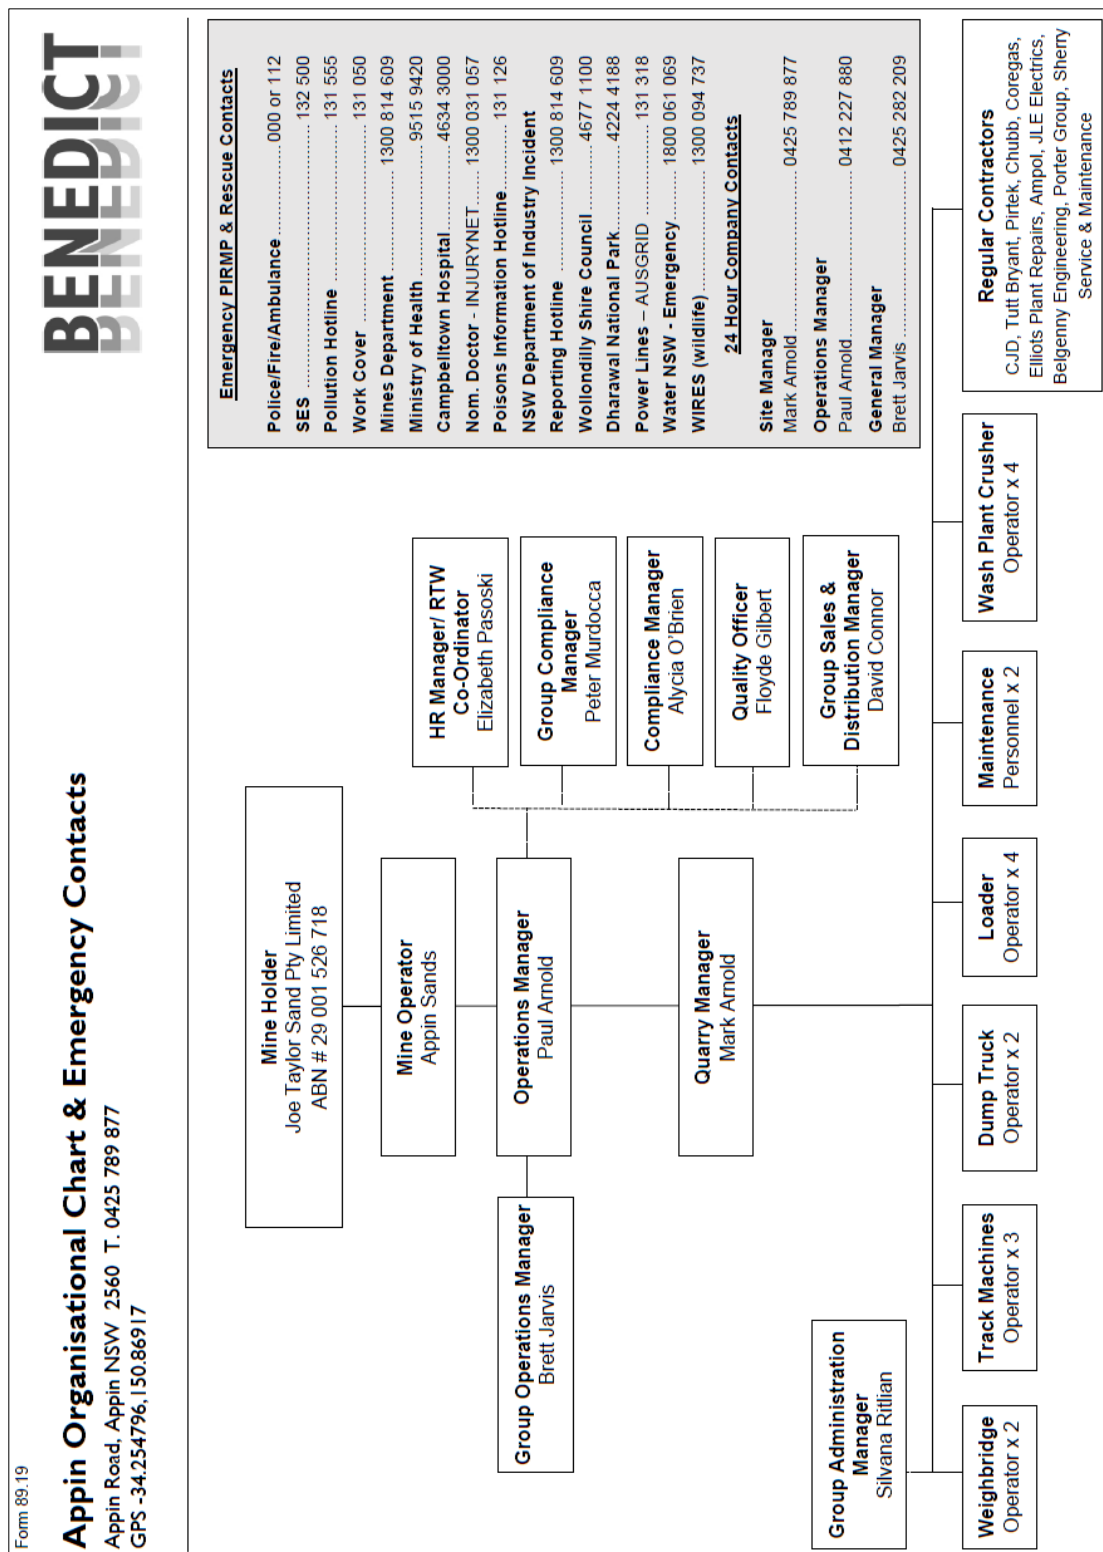 Form 89.19
Appin Organisational Chart & Emergency Contacts
Appin Road, Appin NSW 2560 T. 0425 789 877
GPS -34.254796,150.86917
BENEDICT
Emergency PIRMP & Rescue Contacts
Police/Fire/Ambulance ............ 000 or 112
SES ............ 132 500
Pollution Hotline ............ 131 555
Work Cover ............ 131 050
Mines Department ............ 1300 814 609
Ministry of Health ............ 9515 9420
Campbelltown Hospital ............ 4634 3000
Nom. Doctor - INJURYNET ..... 1300 031 057
Poisons Information Hotline .... 131 126
NSW Department of Industry Incident
Reporting Hotline ............ 1300 814 609
Wollondilly Shire Council ........ 4677 1100
Dharawal National Park ........ 4224 4188
Power Lines – AUSGRID ............ 131 318
Water NSW - Emergency ........ 1800 061 069
WIRES (wildlife) ............ 1300 094 737
24 Hour Company Contacts
Site Manager
Mark Arnold ............ 0425 789 877
Operations Manager
Paul Arnold ............ 0412 227 880
General Manager
Brett Jarvis ............ 0425 282 209
Mine Holder
Joe Taylor Sand Pty Limited
ABN # 29 001 526 718
Mine Operator
Appin Sands
Group Operations Manager
Brett Jarvis
Operations Manager
Paul Arnold
HR Manager/ RTW
Co-Ordinator
Elizabeth Pasoski
Group Compliance
Manager
Peter Murdocca
Compliance Manager
Alycia O'Brien
Quality Officer
Floyde Gilbert
Group Sales &
Distribution Manager
David Connor
Quarry Manager
Mark Arnold
Group Administration
Manager
Silvana Ritlian
Weighbridge
Operator x 2
Track Machines
Operator x 3
Dump Truck
Operator x 2
Loader
Operator x 4
Maintenance
Personnel x 2
Wash Plant Crusher
Operator x 4
Regular Contractors
CJD, Tutt Bryant, Pirtek, Chubb, Coregas,
Elliots Plant Repairs, Ampol, JLE Electrics,
Belgenny Engineering, Porter Group, Sherry
Service & Maintenance